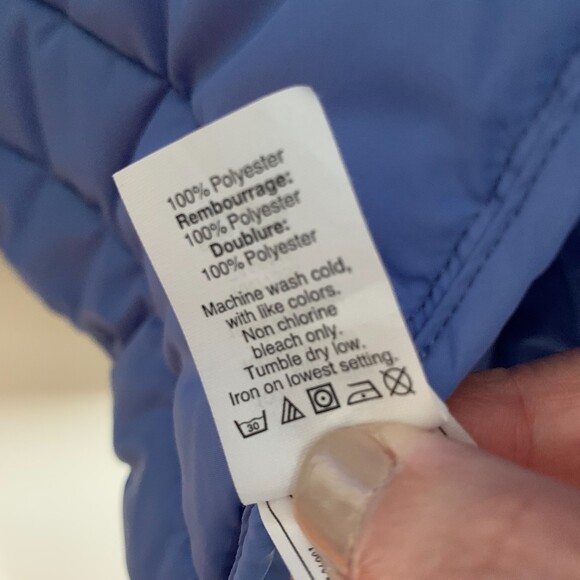 100% Polyester
Rembourrage:
100% Polyester
Doublure:
100% Polyester
Machine wash cold,
with like colors.
Non chlorine
bleach only.
Tumble dry low.
Iron on lowest setting.
30